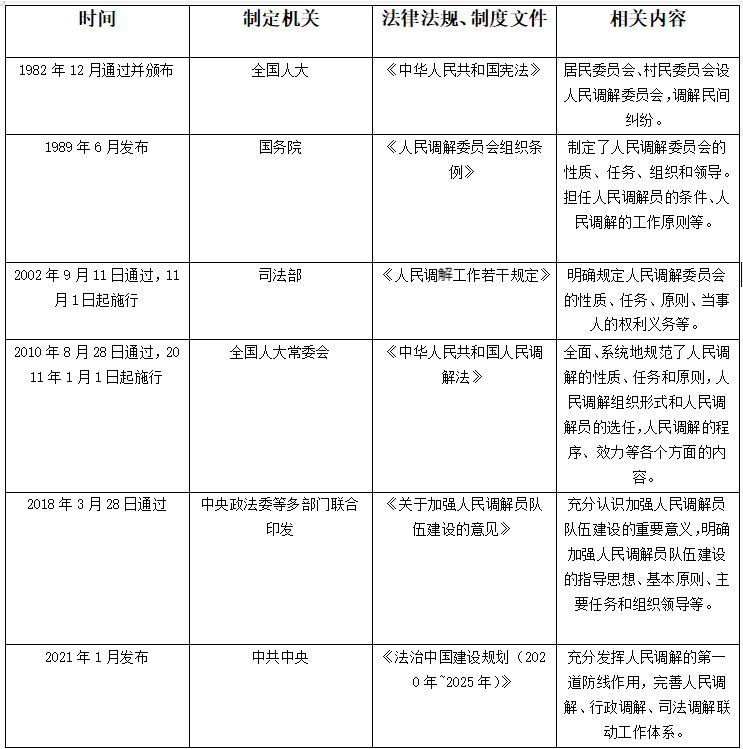 时间 制定机关 法律法规、制度文件 相关内容
1982 年 12 月通过并颁布 全国人大 《中华人民共和国宪法》 居民委员会、村民委员会设
人民调解委员会，调解民间
纠纷。
1989 年 6 月发布 国务院 《人民调解委员会组织条 制定了人民调解委员会的
例》 性质、任务、组织和领导。
担任人民调解员的条件、人
民调解的工作原则等。
2002 年 9 月 11 日通过，11 司法部 《人民调解工作若干规定》 明确规定人民调解委员会
月 1 日起施行 的性质、任务、原则、当事
人的权利义务等。
2010 年 8 月 28 日通过，20 全国人大常委会 《中华人民共和国人民调 全面、系统地规范了人民调
11 年 1 月 1 日起施行 解法》 解的性质、任务和原则，人
民调解组织形式和人民调
解员的选任，人民调解的程
序、效力等各个方面的内
容。
2018 年 3 月 28 日通过 中央政法委等多部门联合 《关于加强人民调解员队 充分认识加强人民调解员
印发 伍建设的意见》 队伍建设的重要意义，明确
加强人民调解员队伍建设
的指导思想、基本原则、主
要任务和组织领导等。
2021 年 1 月发布 中共中央 《法治中国建设规划（202 充分发挥人民调解的第一
0 年~2025 年）》 道防线作用，完善人民调
解、行政调解、司法调解联
动工作体系。